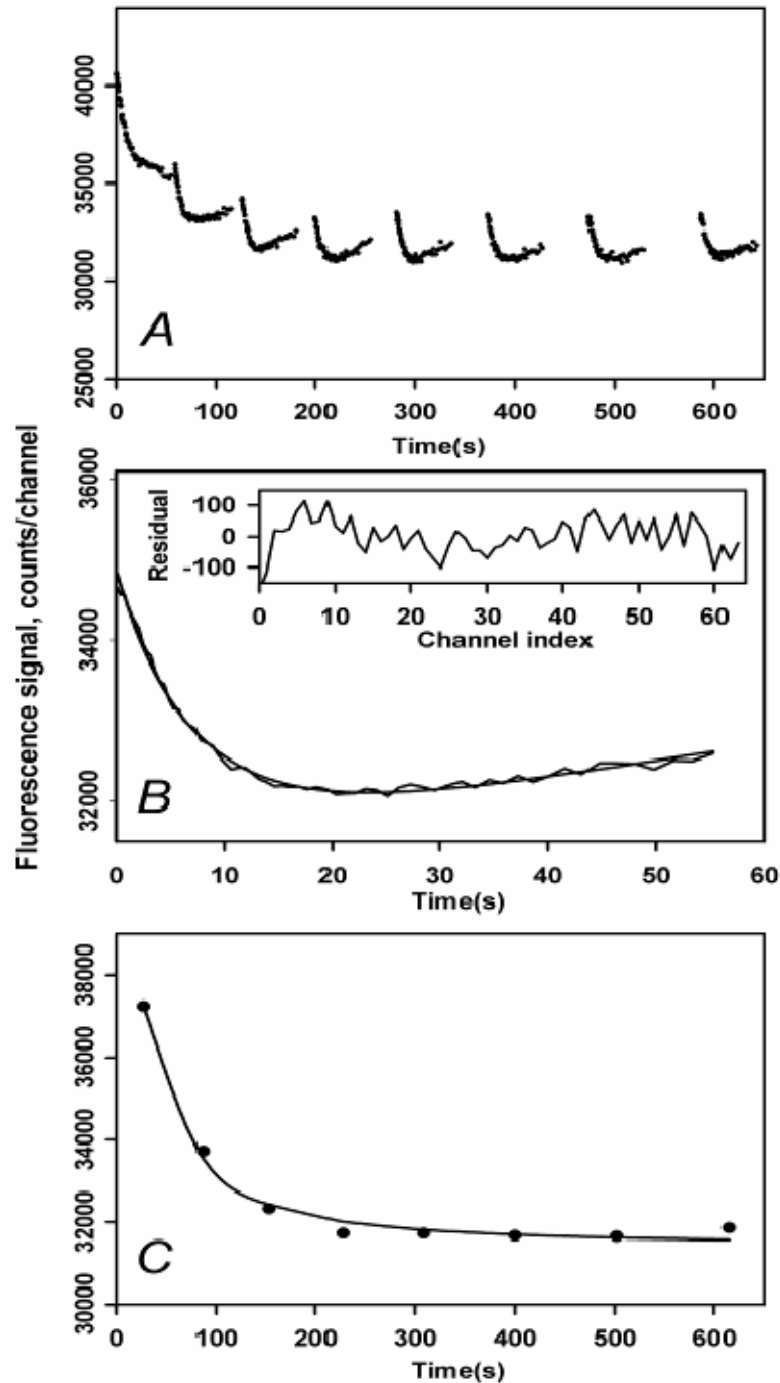 Fluorescence signal, counts/channel
40000
35000
30000
25000
A
0 100 200 300 400 500 600
Time(s)
36000
34000
32000
B
Residual
100
0
-100
0 10 20 30 40 50 60
Channel index
0 10 20 30 40 50 60
Time(s)
38000
36000
34000
32000
30000
C
0 100 200 300 400 500 600
Time(s)